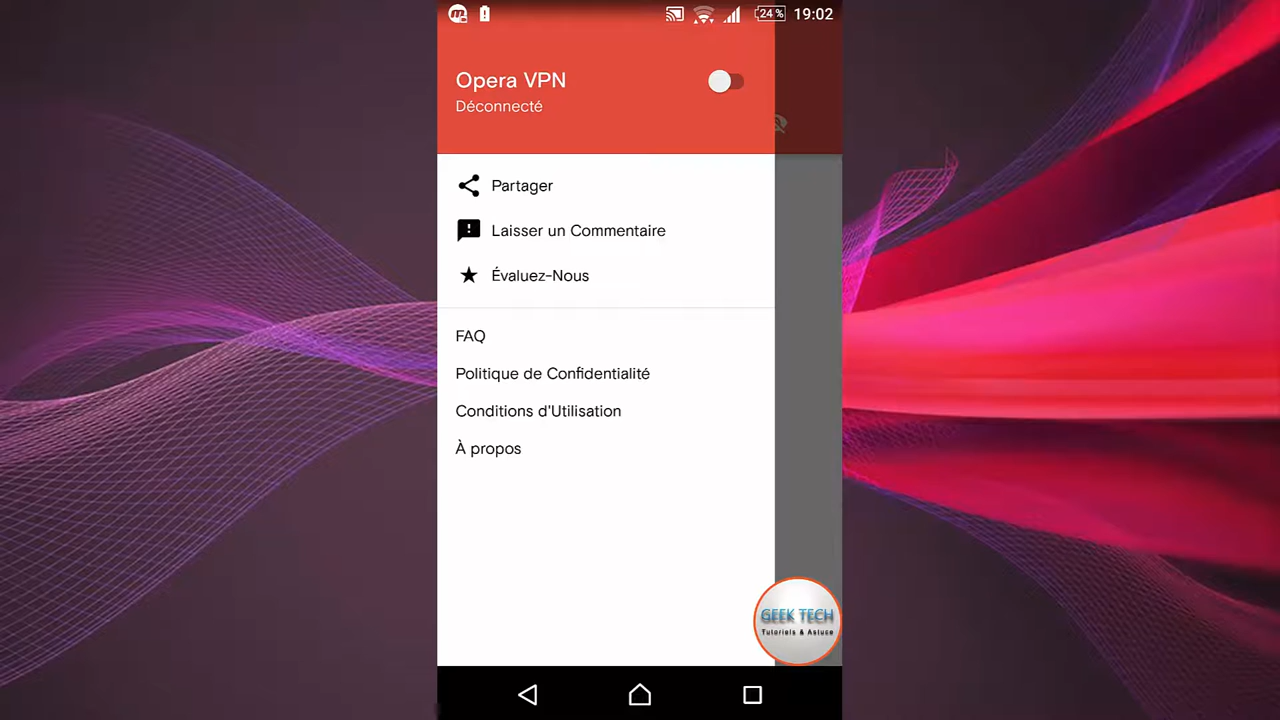 24 %
19:02
Opera VPN
Déconnecté
Partager
Laisser un Commentaire
Évaluez-Nous
FAQ
Politique de Confidentialité
Conditions d'Utilisation
À propos
GEEK TECH
Tutoriels & Astuce